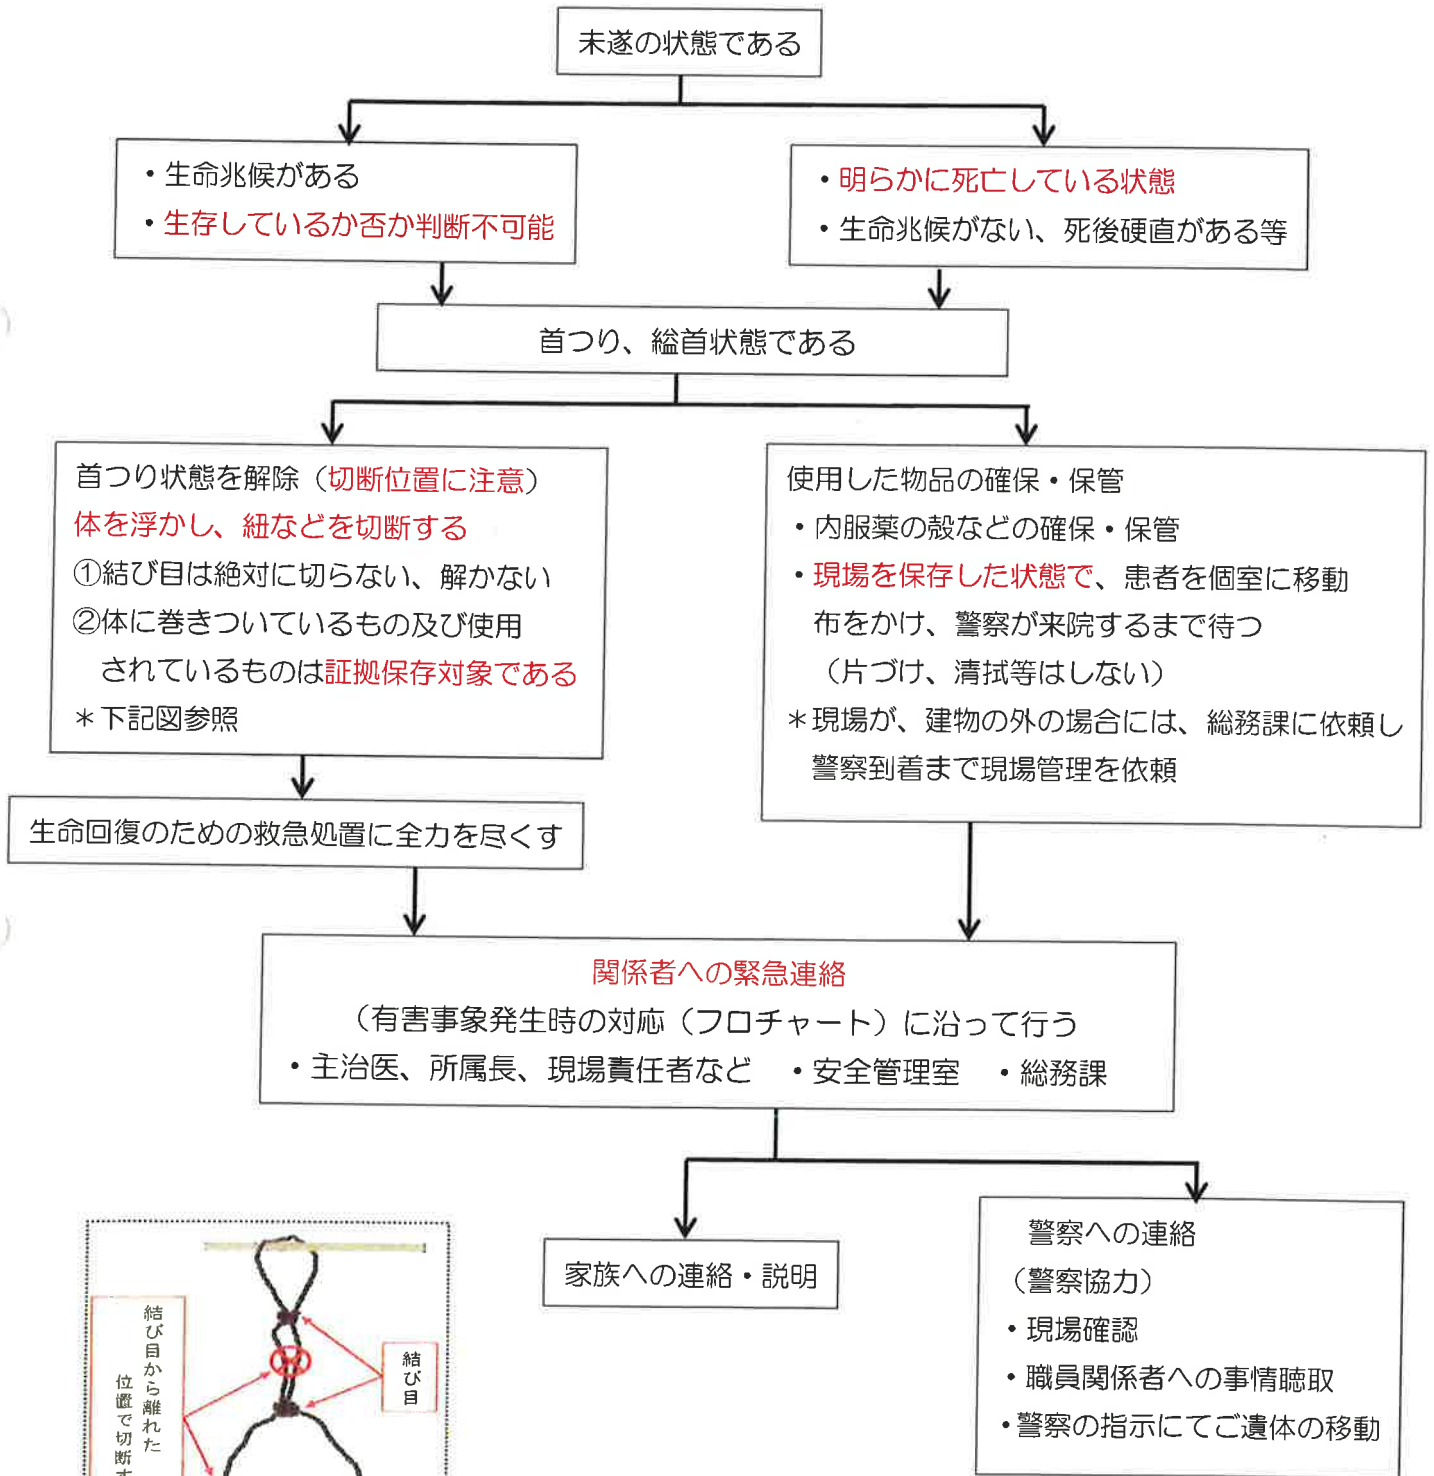 未遂の状態である
・生命兆候がある
・生存しているか否か判断不可能
・明らかに死亡している状態
・生命兆候がない、死後硬直がある等
首つり、縊首状態である
首つり状態を解除（切断位置に注意）
体を浮かし、紐などを切断する
①結び目は絶対に切らない、解かない
②体に巻きついているもの及び使用
されているものは証拠保存対象である
＊下記図参照
使用した物品の確保・保管
・内服薬の殻などの確保・保管
・現場を保存した状態で、患者を個室に移動
布をかけ、警察が来院するまで待つ
（片づけ、清拭等はしない）
＊現場が、建物の外の場合には、総務課に依頼し
警察到着まで現場管理を依頼
生命回復のための救急処置に全力を尽くす
関係者への緊急連絡
（有害事象発生時の対応（フロチャート）に沿って行う
・主治医、所属長、現場責任者など　・安全管理室　・総務課
家族への連絡・説明
警察への連絡
（警察協力）
・現場確認
・職員関係者への事情聴取
・警察の指示にてご遺体の移動
結び目
結び目から離れた
位置で切断す